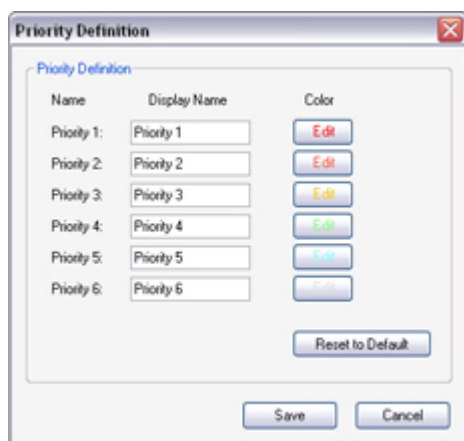 Priority Definition
Priority Definition
Name Display Name Color
Priority 1: Priority 1 Edit
Priority 2: Priority 2 Edit
Priority 3: Priority 3 Edit
Priority 4: Priority 4 Edit
Priority 5: Priority 5 Edit
Priority 6: Priority 6 Edit
Reset to Default
Save Cancel